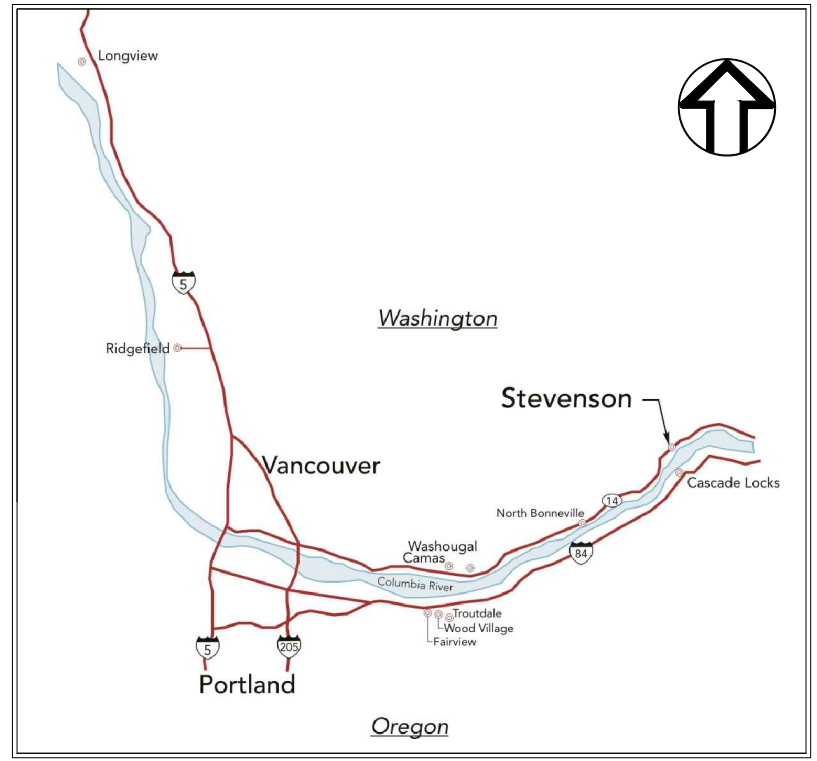 Longview
5
Washington
Ridgefield
Stevenson
Vancouver
Cascade Locks
14
North Bonneville
Washougal
Camas
84
Columbia River
Troutdale
Wood Village
Fairview
5
205
Portland
Oregon